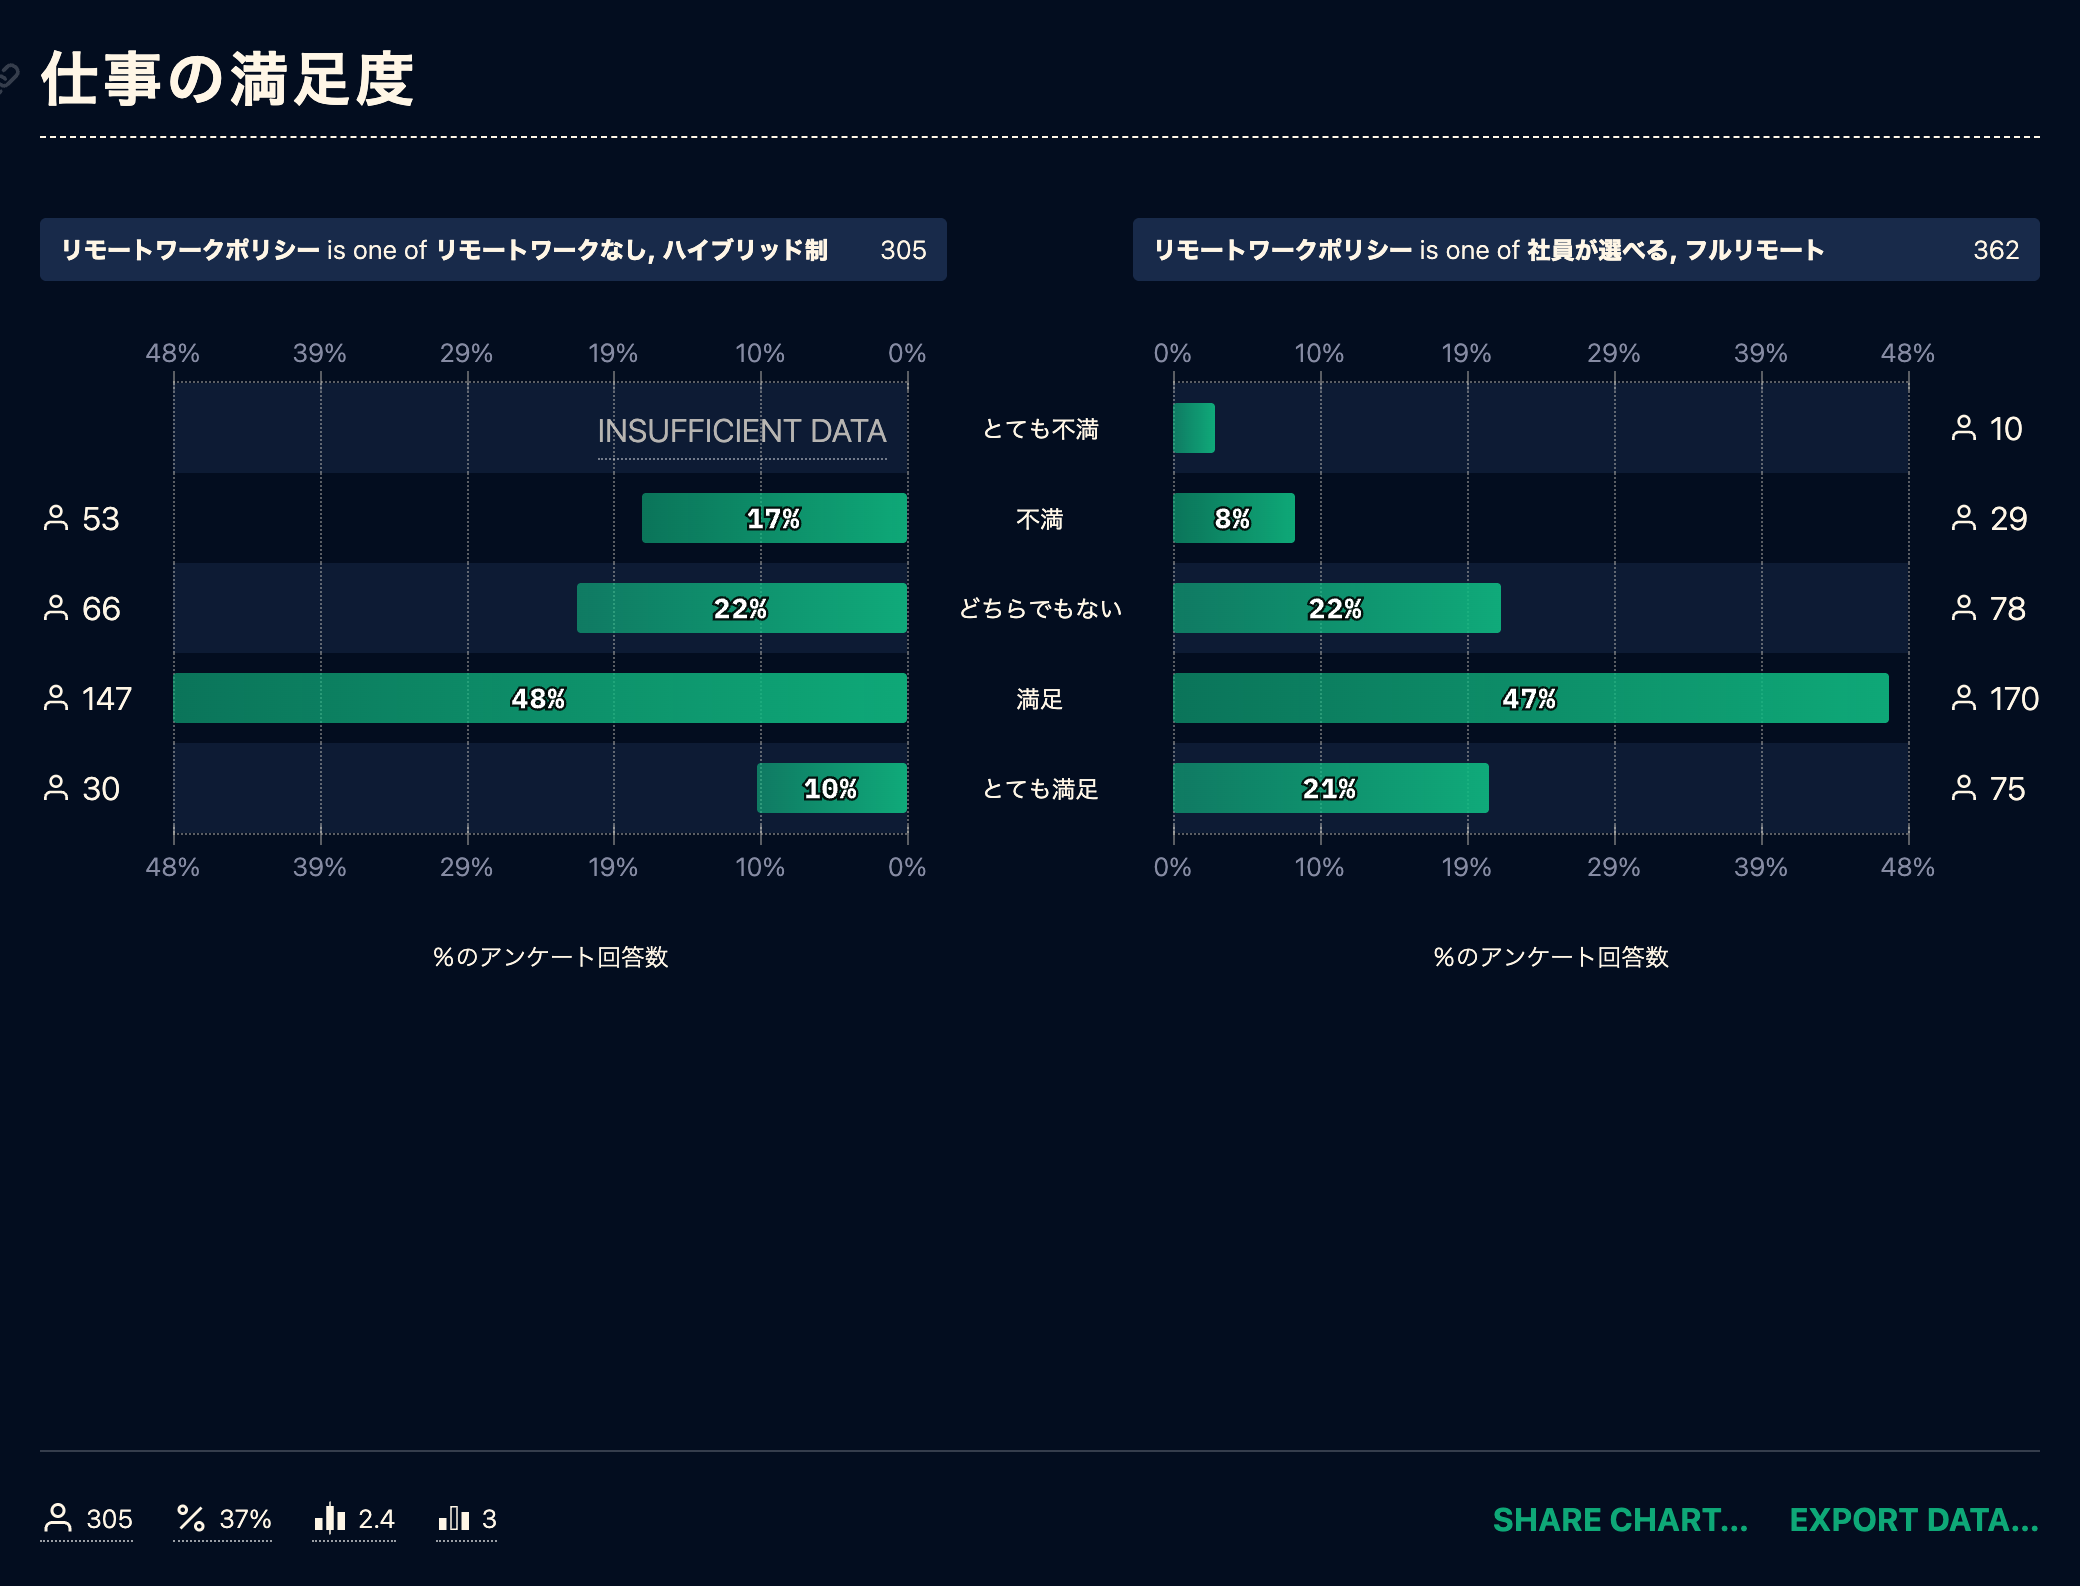 仕事の満足度
リモートワークポリシー is one of リモートワークなし, ハイブリッド制 305
リモートワークポリシー is one of 社員が選べる, フルリモート 362
48% 39% 29% 19% 10% 0%
0% 10% 19% 29% 39% 48%
INSUFFICIENT DATA とても不満 10
53 17% 不満 8% 29
66 22% どちらでもない 22% 78
147 48% 満足 47% 170
30 10% とても満足 21% 75
48% 39% 29% 19% 10% 0%
0% 10% 19% 29% 39% 48%
%のアンケート回答数
%のアンケート回答数
305 37% 2.4 3
SHARE CHART... EXPORT DATA...